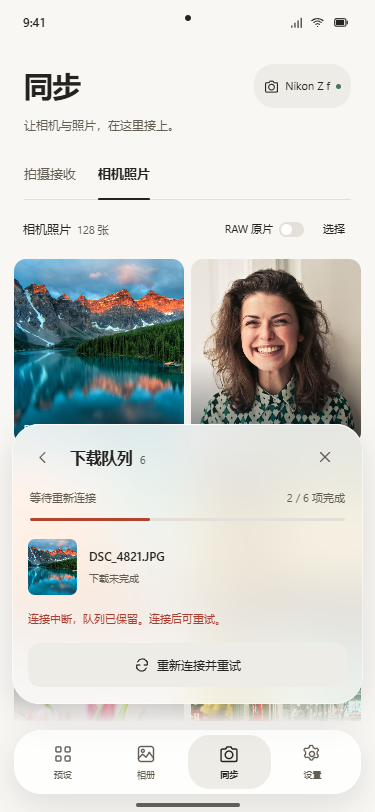 9:41
同步
Nikon Z f
让相机与照片，在这里接上。
拍摄接收
相机照片
相机照片 128 张
RAW 原片
选择
下载队列 6
等待重新连接
2 / 6 项完成
DSC_4821.JPG
下载未完成
连接中断，队列已保留。连接后可重试。
重新连接并重试
预设
相册
同步
设置